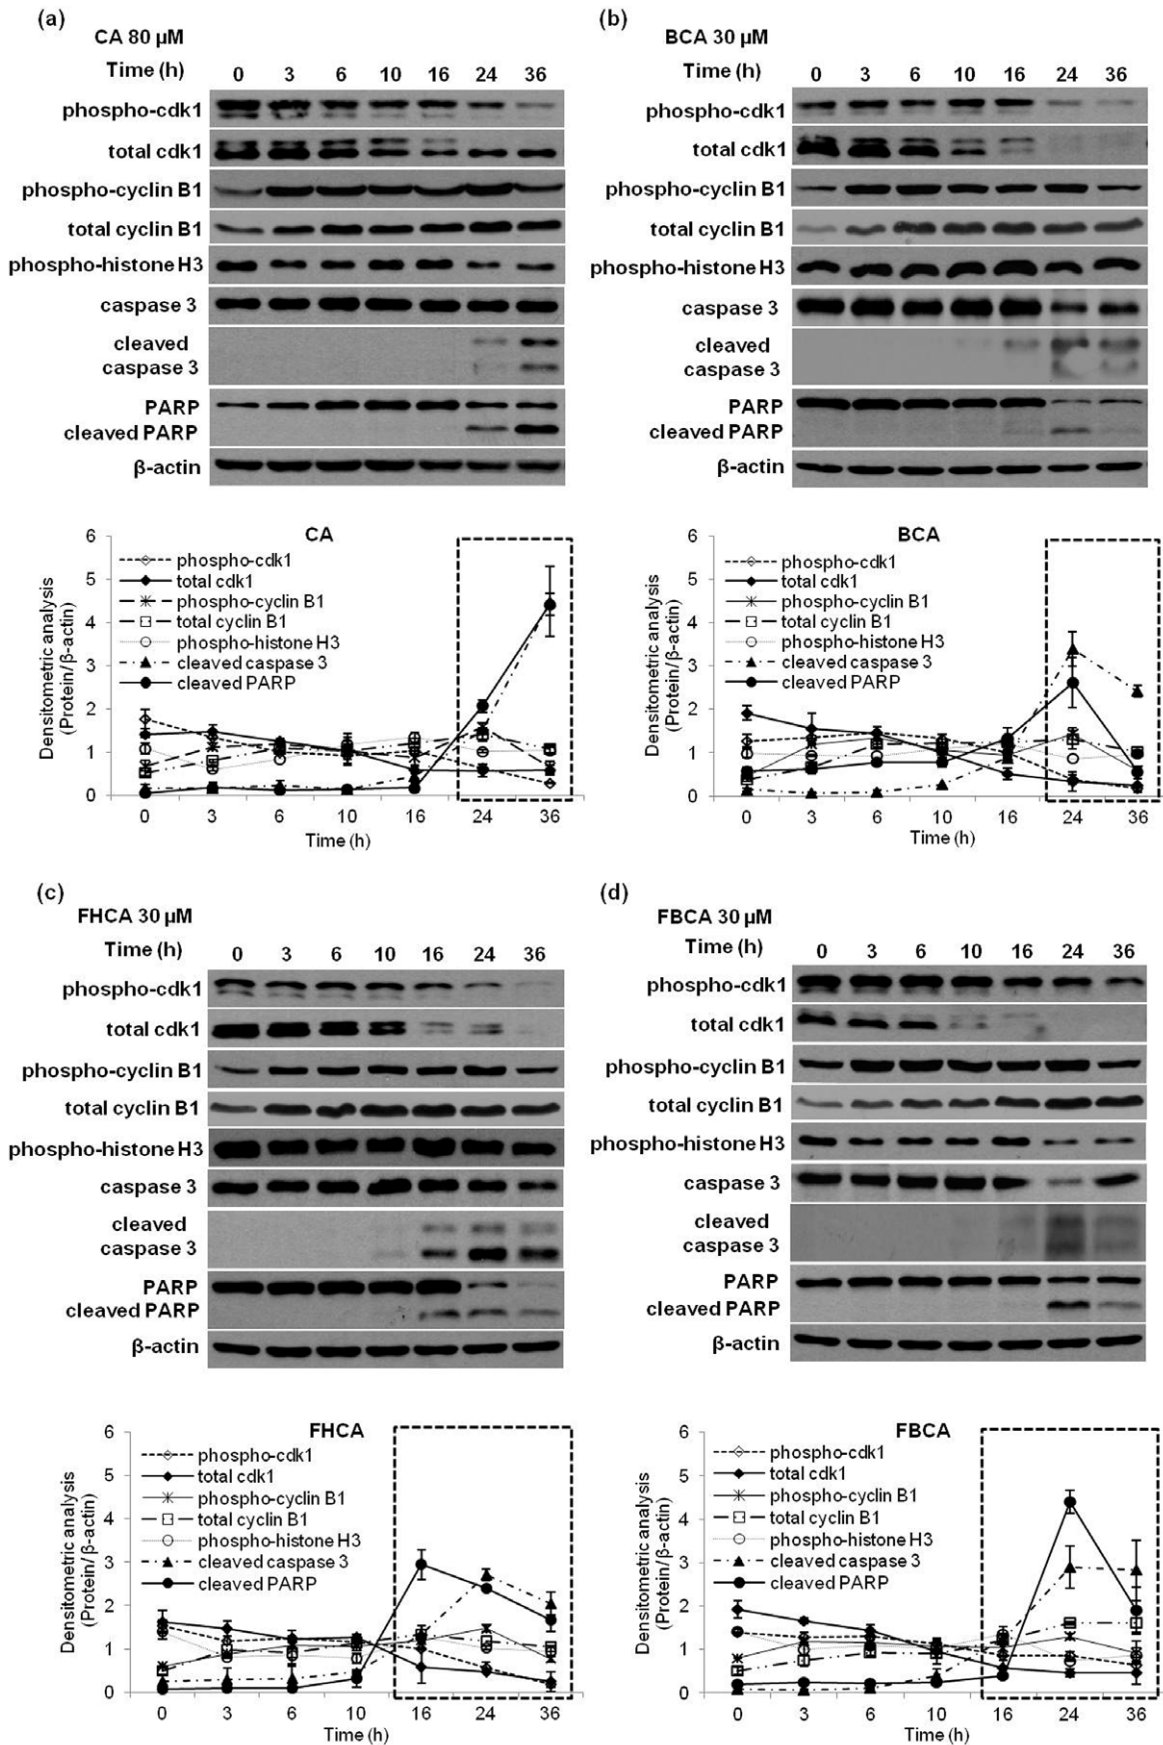 (a)
CA 80 µM
Time (h) 0 3 6 10 16 24 36
phospho-cdk1
total cdk1
phospho-cyclin B1
total cyclin B1
phospho-histone H3
caspase 3
cleaved
caspase 3
PARP
cleaved PARP
β-actin
CA
Densitometric analysis
(Protein/β-actin)
6
5
4
3
2
1
0
phospho-cdk1
total cdk1
phospho-cyclin B1
total cyclin B1
phospho-histone H3
cleaved caspase 3
cleaved PARP
0 3 6 10 16 24 36
Time (h)
(b)
BCA 30 µM
Time (h) 0 3 6 10 16 24 36
phospho-cdk1
total cdk1
phospho-cyclin B1
total cyclin B1
phospho-histone H3
caspase 3
cleaved
caspase 3
PARP
cleaved PARP
β-actin
BCA
Densitometric analysis
(Protein/β-actin)
6
5
4
3
2
1
0
phospho-cdk1
total cdk1
phospho-cyclin B1
total cyclin B1
phospho-histone H3
cleaved caspase 3
cleaved PARP
0 3 6 10 16 24 36
Time (h)
(c)
FHCA 30 µM
Time (h) 0 3 6 10 16 24 36
phospho-cdk1
total cdk1
phospho-cyclin B1
total cyclin B1
phospho-histone H3
caspase 3
cleaved
caspase 3
PARP
cleaved PARP
β-actin
FHCA
Densitometric analysis
(Protein/β-actin)
6
5
4
3
2
1
0
phospho-cdk1
total cdk1
phospho-cyclin B1
total cyclin B1
phospho-histone H3
cleaved caspase 3
cleaved PARP
0 3 6 10 16 24 36
Time (h)
(d)
FBCA 30 µM
Time (h) 0 3 6 10 16 24 36
phospho-cdk1
total cdk1
phospho-cyclin B1
total cyclin B1
phospho-histone H3
caspase 3
cleaved
caspase 3
PARP
cleaved PARP
β-actin
FBCA
Densitometric analysis
(Protein/β-actin)
6
5
4
3
2
1
0
phospho-cdk1
total cdk1
phospho-cyclin B1
total cyclin B1
phospho-histone H3
cleaved caspase 3
cleaved PARP
0 3 6 10 16 24 36
Time (h)